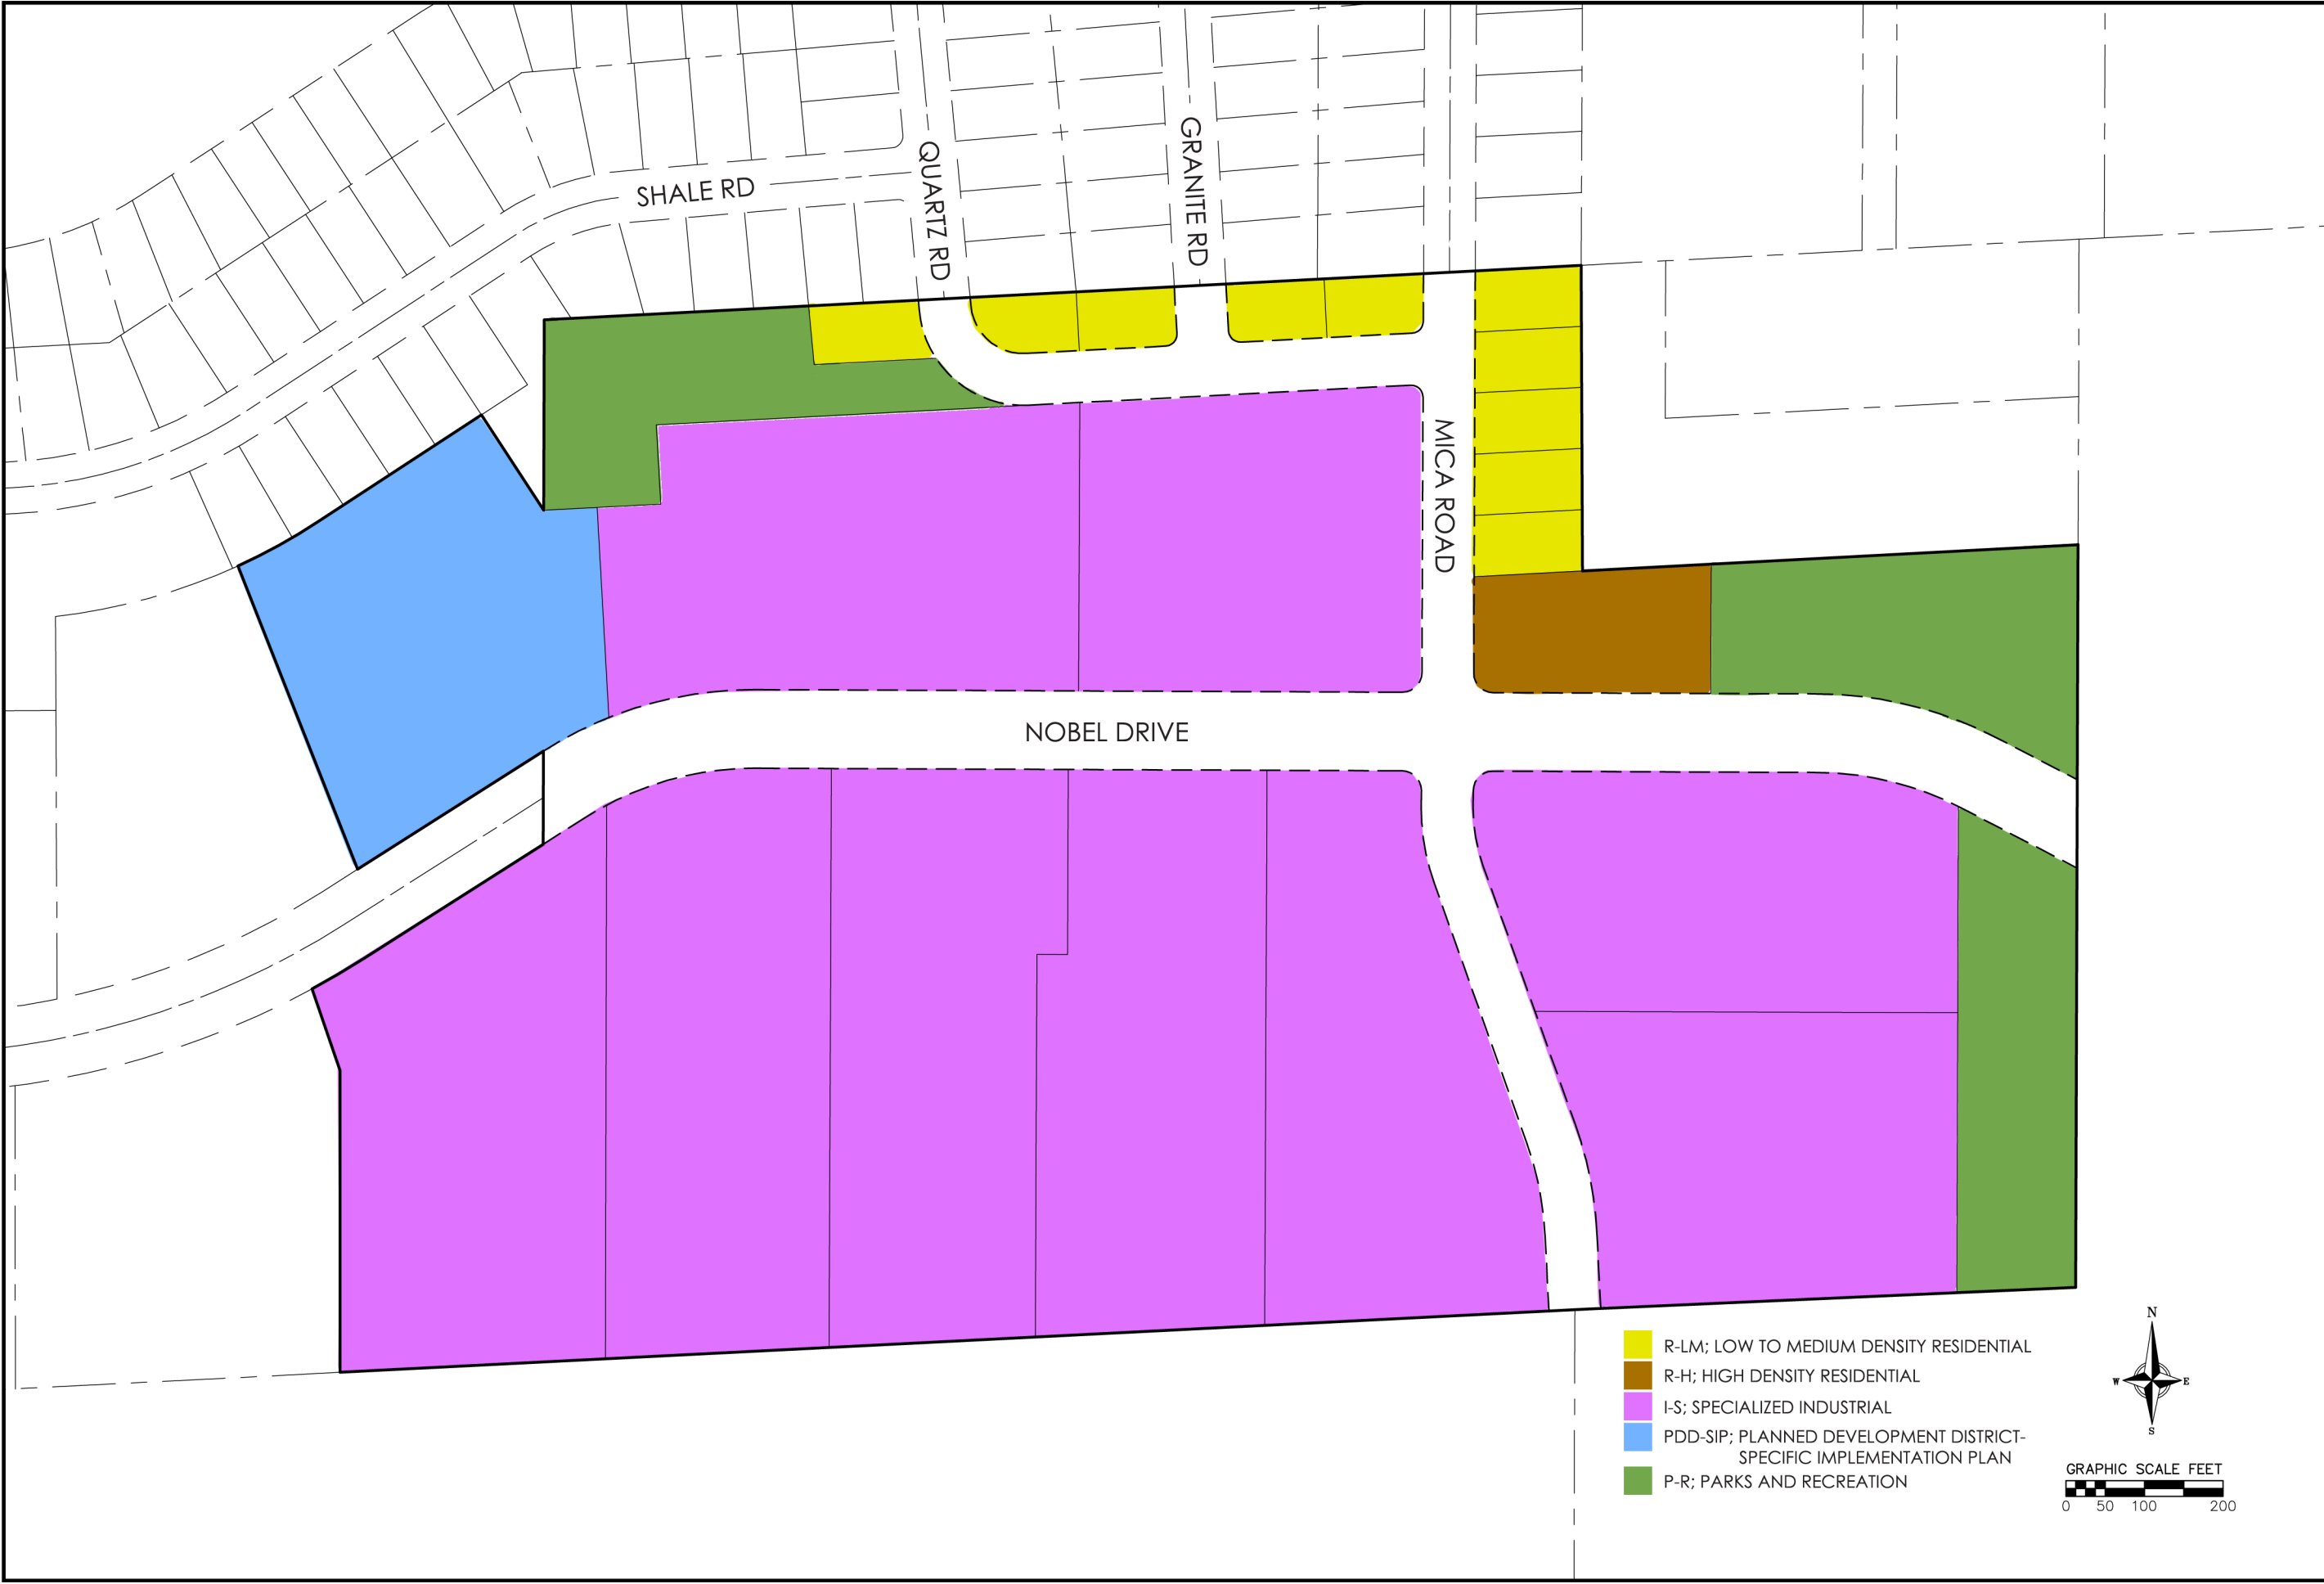 SHALE RD
QUARTZ RD
GRANITE RD
MICA ROAD
NOBEL DRIVE
R-LM; LOW TO MEDIUM DENSITY RESIDENTIAL
R-H; HIGH DENSITY RESIDENTIAL
I-S; SPECIALIZED INDUSTRIAL
PDD-SIP; PLANNED DEVELOPMENT DISTRICT-
SPECIFIC IMPLEMENTATION PLAN
P-R; PARKS AND RECREATION
N
W E
S
GRAPHIC SCALE FEET
0 50 100 200